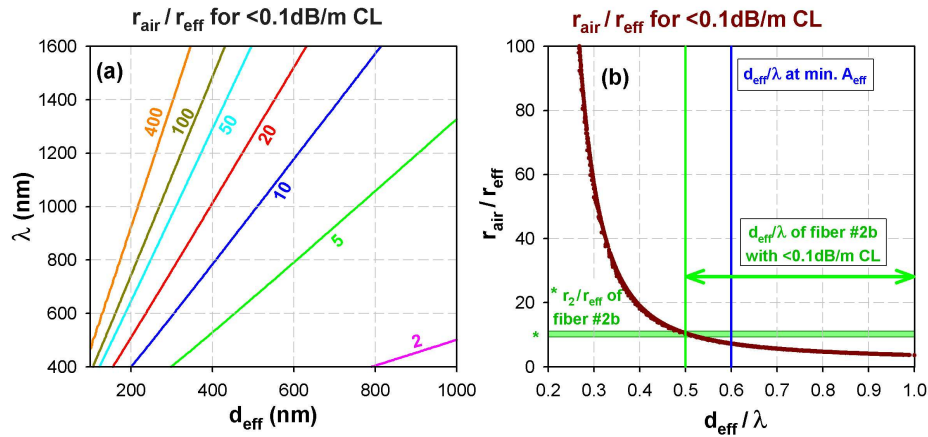 r_air / r_eff for <0.1dB/m CL
(a)
400
100
50
20
10
5
2
1600
1400
1200
1000
800
600
400
λ (nm)
200
400
600
800
1000
d_eff (nm)
r_air / r_eff for <0.1dB/m CL
(b)
d_eff/λ at min. A_eff
d_eff/λ of fiber #2b
with <0.1dB/m CL
* r_2/r_eff of
fiber #2b
*
100
80
60
40
20
0
r_air / r_eff
0.2
0.3
0.4
0.5
0.6
0.7
0.8
0.9
1.0
d_eff / λ